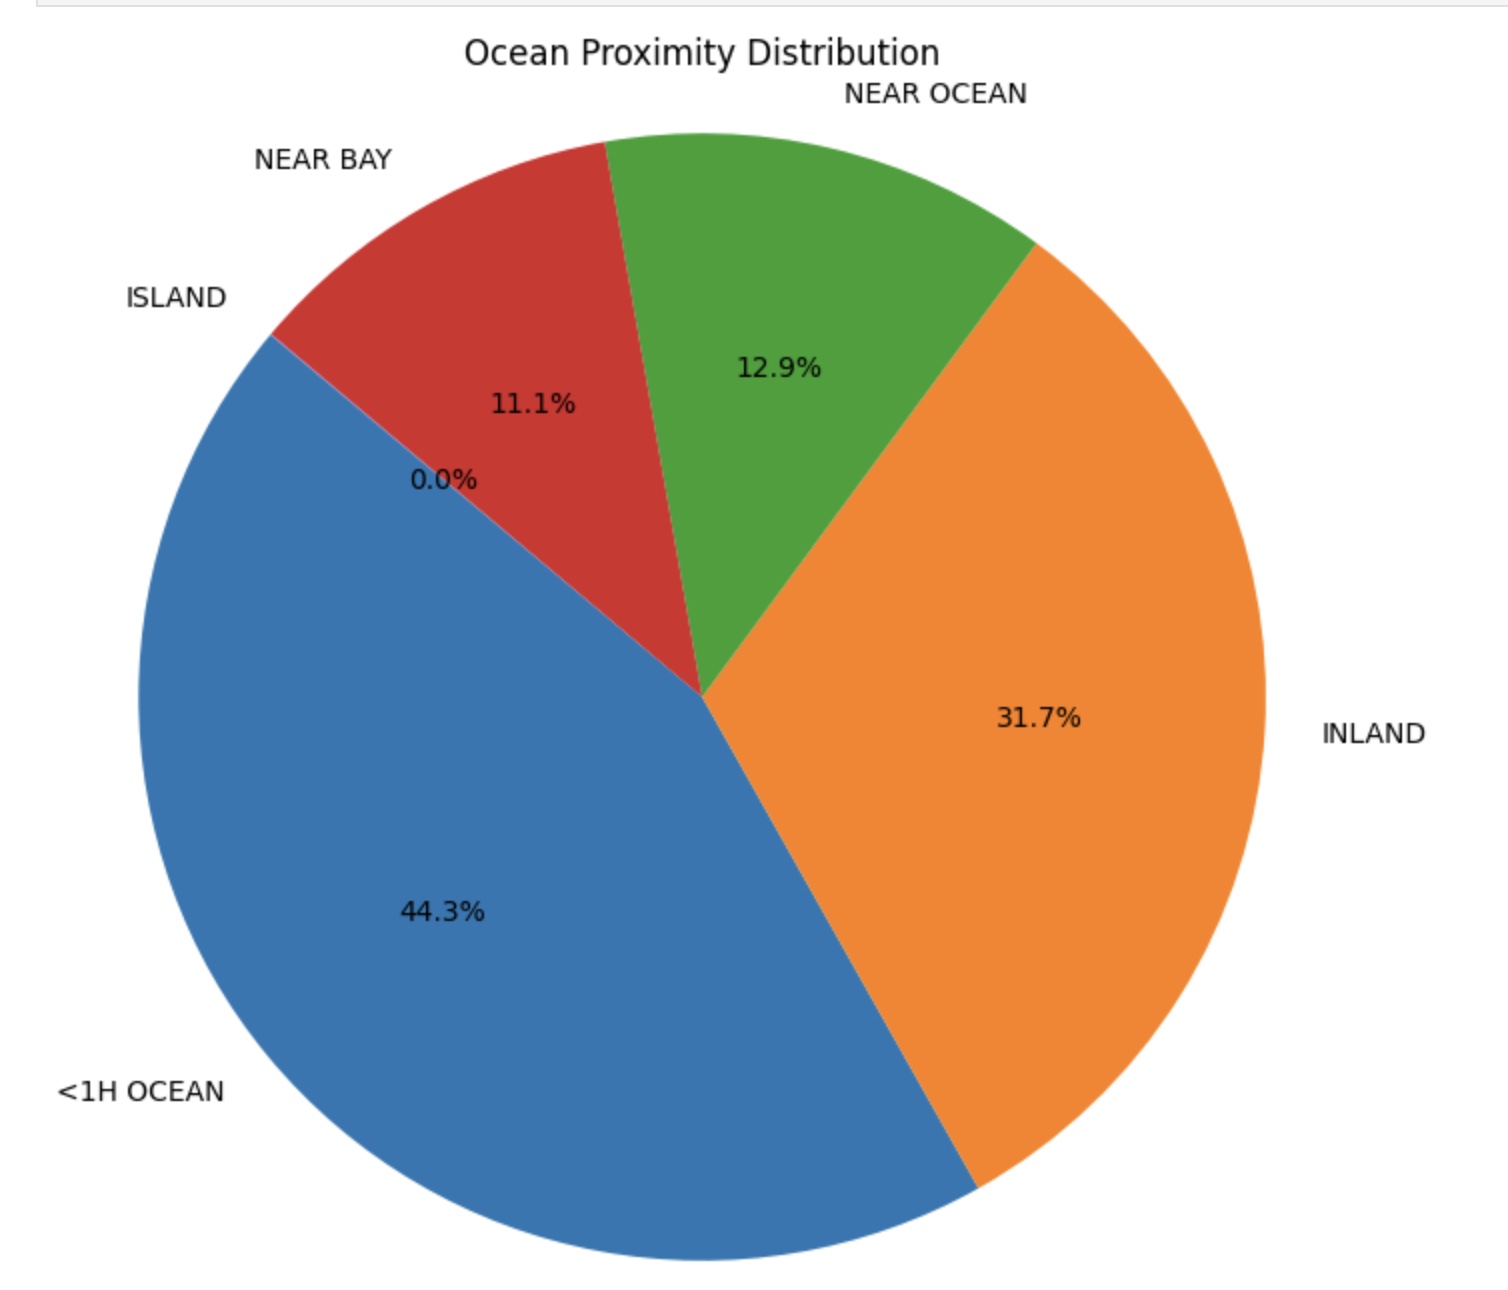 Ocean Proximity Distribution
NEAR OCEAN
NEAR BAY
ISLAND
12.9%
11.1%
0.0%
31.7%
INLAND
44.3%
<1H OCEAN